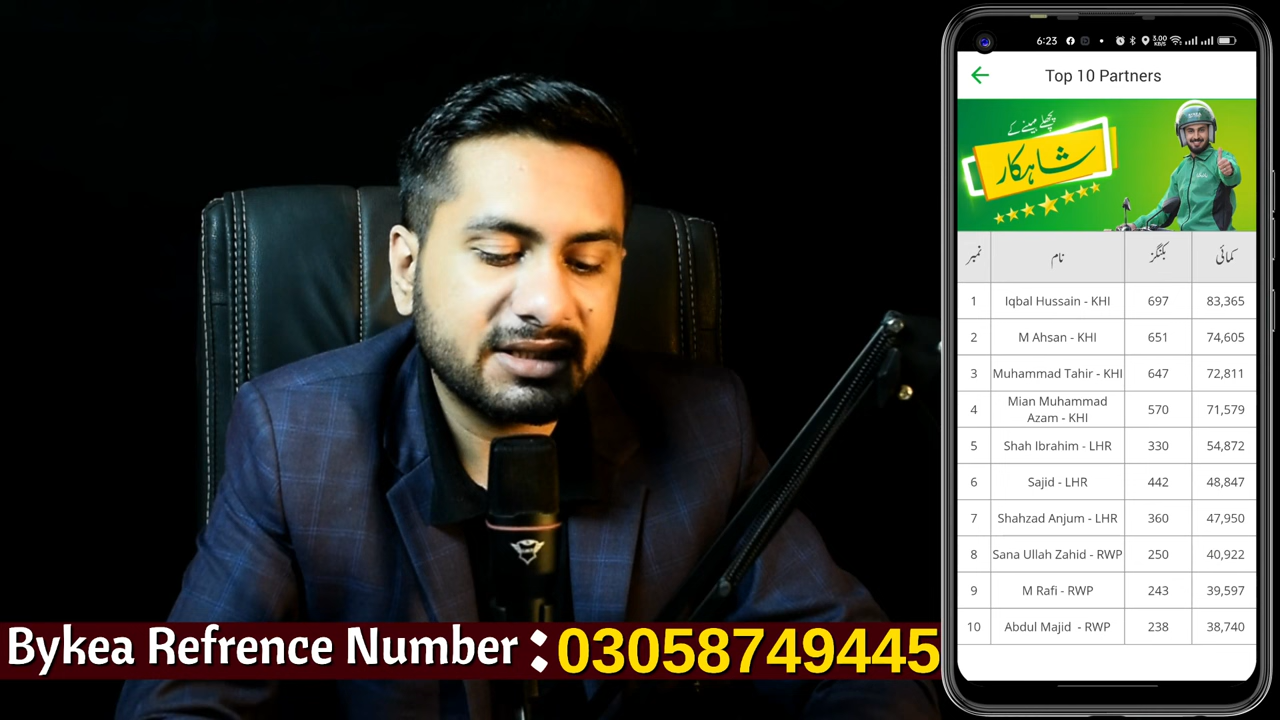 6:23
3.00
KB/S
Top 10 Partners
پچھلے مہینے کے
شاہکار
نمبر نام بکنگز کمائی
1 Iqbal Hussain - KHI 697 83,365
2 M Ahsan - KHI 651 74,605
3 Muhammad Tahir - KHI 647 72,811
4 Mian Muhammad
Azam - KHI 570 71,579
5 Shah Ibrahim - LHR 330 54,872
6 Sajid - LHR 442 48,847
7 Shahzad Anjum - LHR 360 47,950
8 Sana Ullah Zahid - RWP 250 40,922
9 M Rafi - RWP 243 39,597
10 Abdul Majid - RWP 238 38,740
Bykea Refrence Number : 03058749445